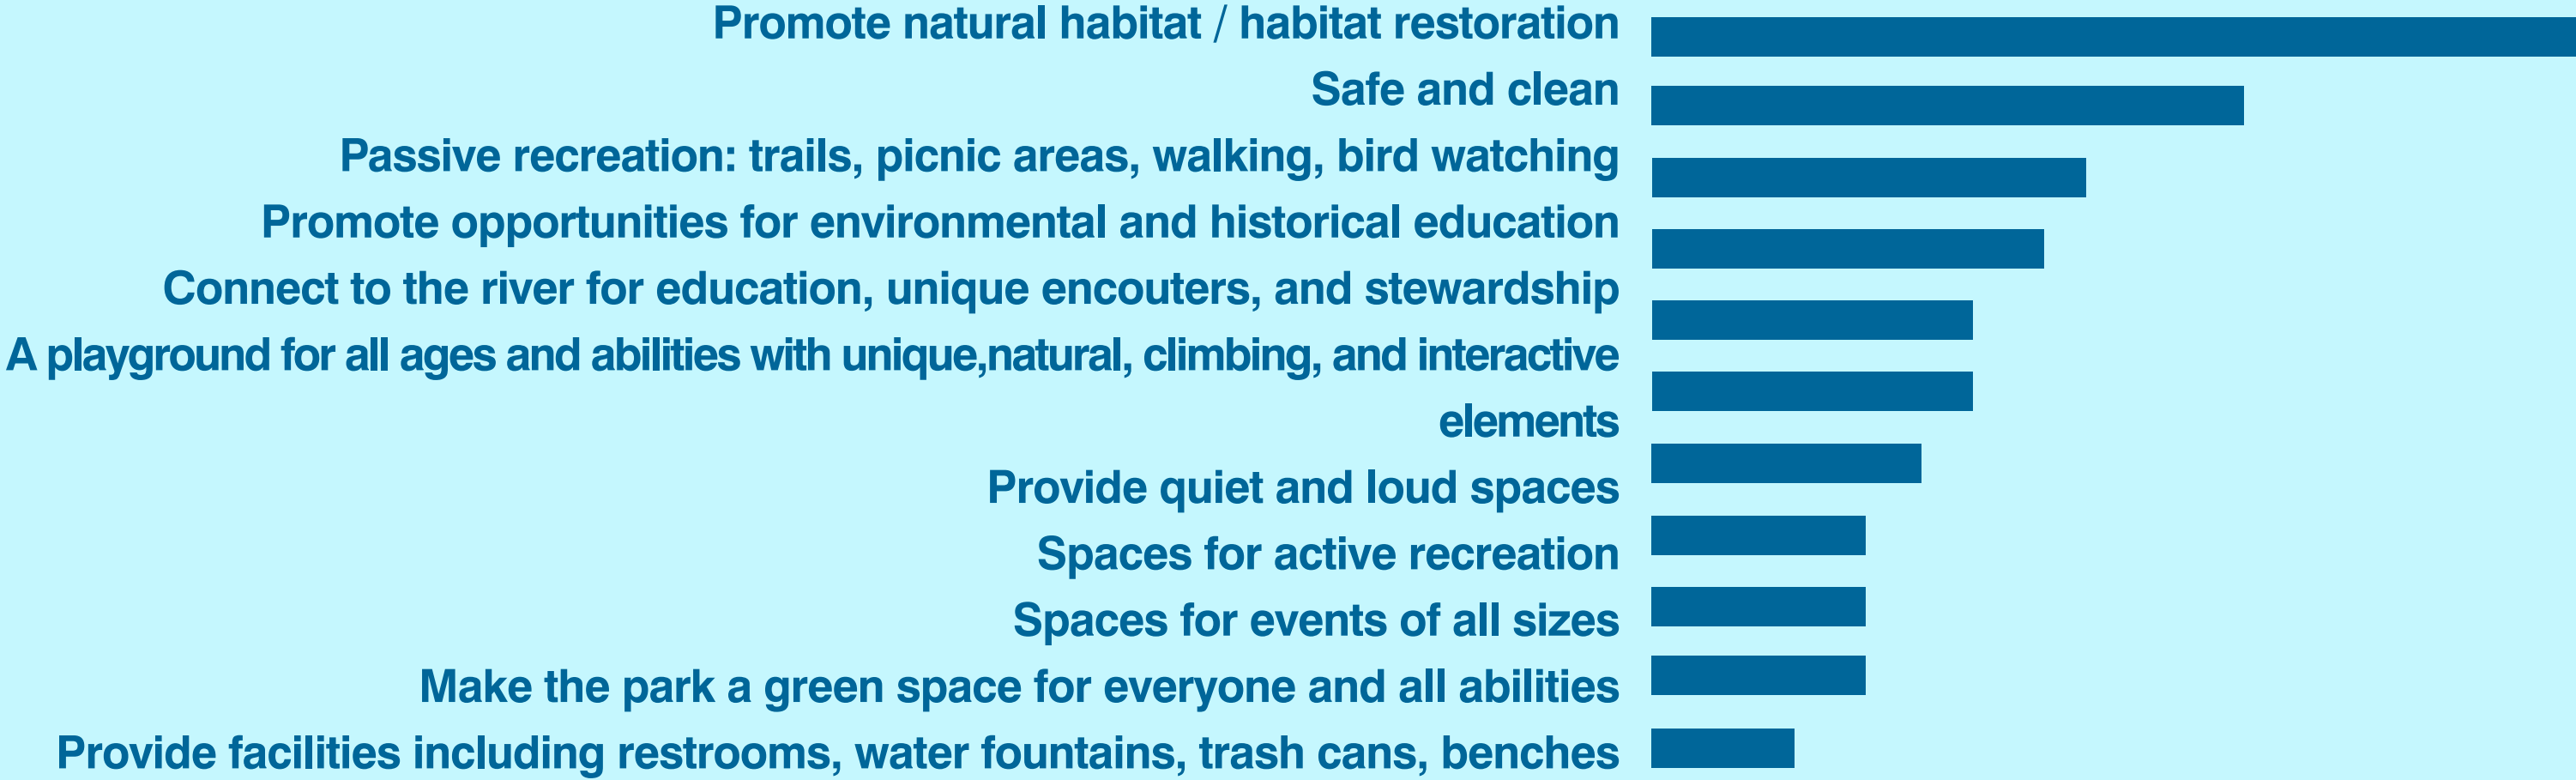 Promote natural habitat / habitat restoration
Safe and clean
Passive recreation: trails, picnic areas, walking, bird watching
Promote opportunities for environmental and historical education
Connect to the river for education, unique encouters, and stewardship
A playground for all ages and abilities with unique,natural, climbing, and interactive
elements
Provide quiet and loud spaces
Spaces for active recreation
Spaces for events of all sizes
Make the park a green space for everyone and all abilities
Provide facilities including restrooms, water fountains, trash cans, benches